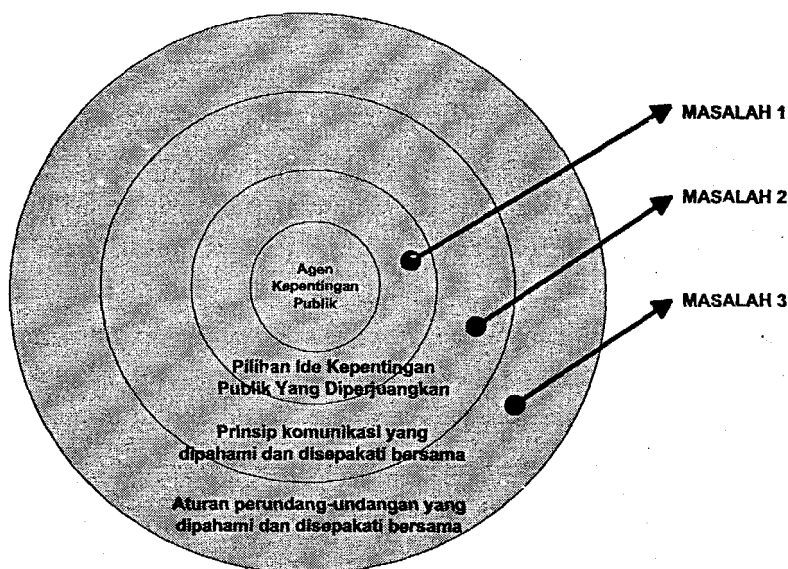 MASALAH 1
MASALAH 2
Agen
Kepentingan
Publik
MASALAH 3
Pilihan Ide Kepentingan
Publik Yang Diperjuangkan
Prinsip komunikasi yang
dipahami dan disepakati bersama
Aturan perundang-undangan yang
dipahami dan disepakati bersama